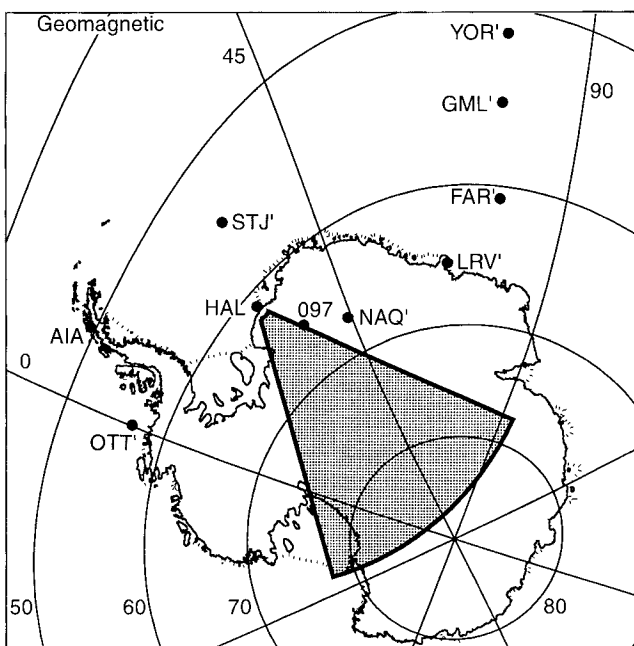 Geomagnetic
YOR'
45
90
GML'
FAR'
STJ'
LRV'
HAL
097
NAQ'
AIA
0
OTT'
50
60
70
80